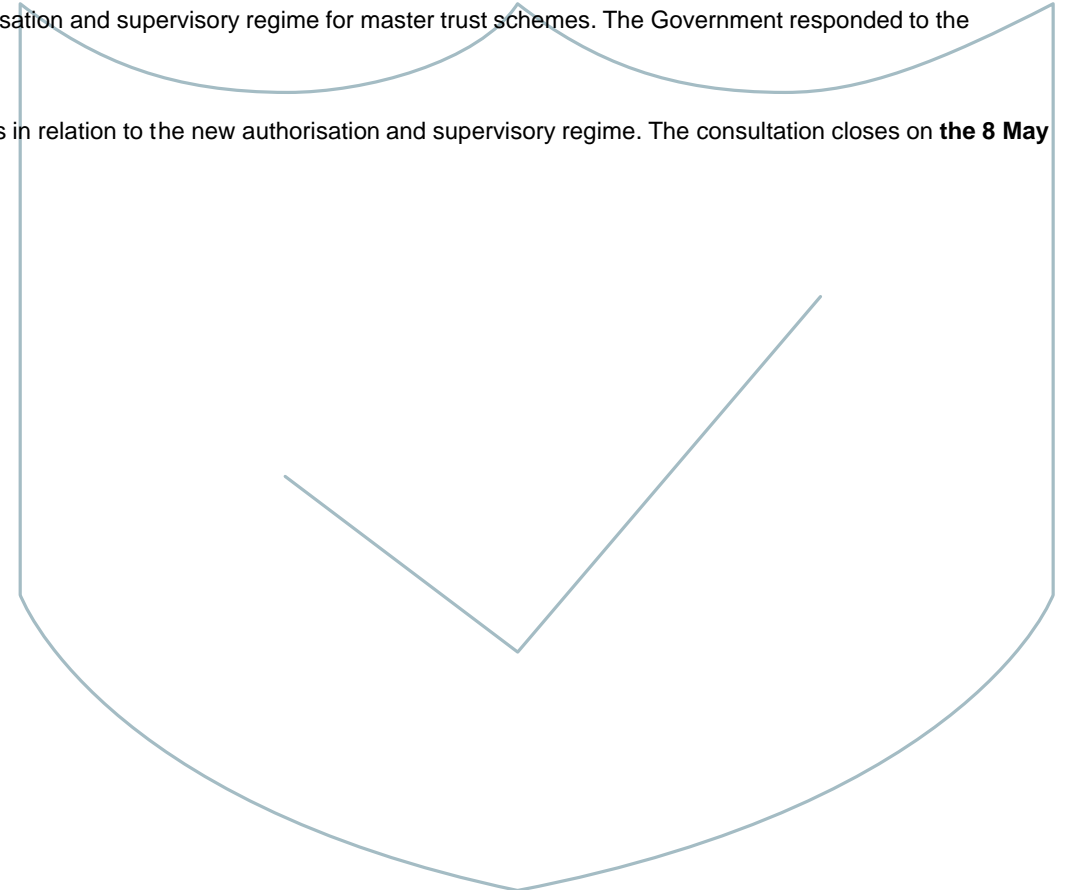 sation and supervisory regime for master trust schemes. The Government responded to the
s in relation to the new authorisation and supervisory regime. The consultation closes on the 8 May